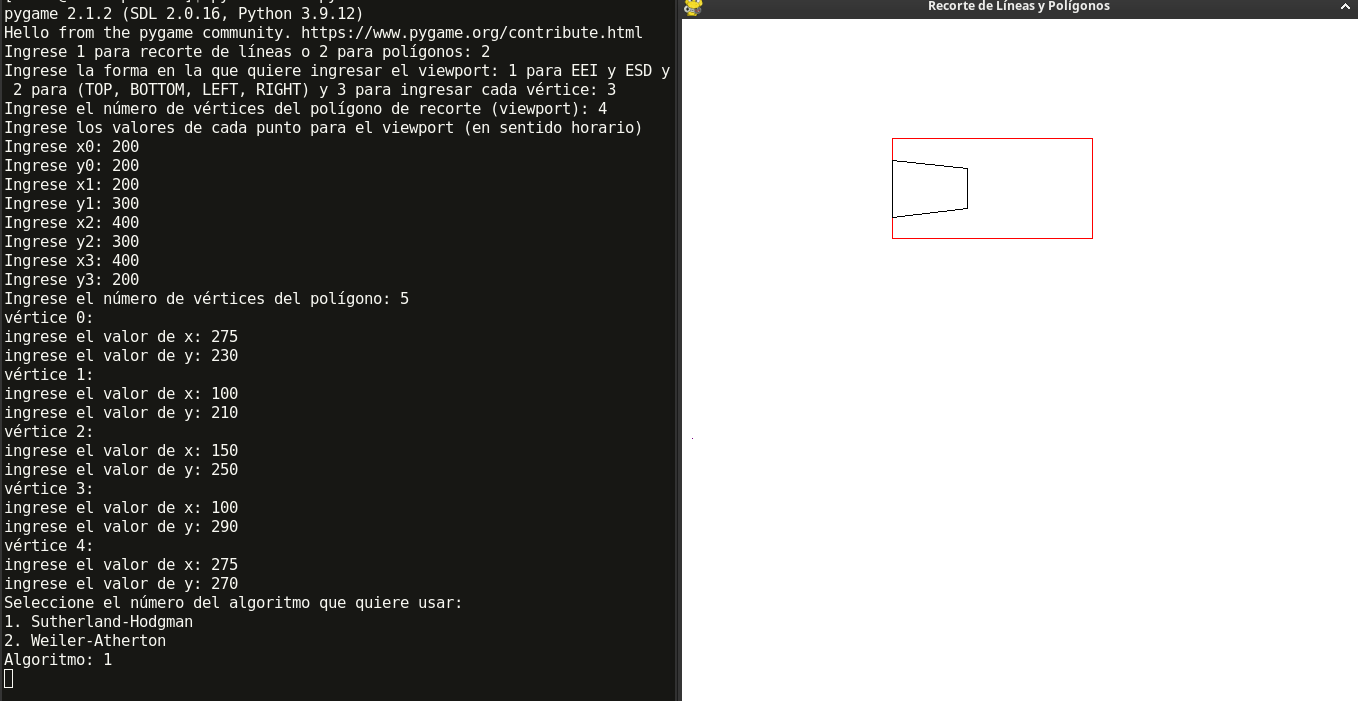 pygame 2.1.2 (SDL 2.0.16, Python 3.9.12)
Hello from the pygame community. https://www.pygame.org/contribute.html
Ingrese 1 para recorte de líneas o 2 para polígonos: 2
Ingrese la forma en la que quiere ingresar el viewport: 1 para EEI y ESD y
 2 para (TOP, BOTTOM, LEFT, RIGHT) y 3 para ingresar cada vértice: 3
Ingrese el número de vértices del polígono de recorte (viewport): 4
Ingrese los valores de cada punto para el viewport (en sentido horario)
Ingrese x0: 200
Ingrese y0: 200
Ingrese x1: 200
Ingrese y1: 300
Ingrese x2: 400
Ingrese y2: 300
Ingrese x3: 400
Ingrese y3: 200
Ingrese el número de vértices del polígono: 5
vértice 0:
ingrese el valor de x: 275
ingrese el valor de y: 230
vértice 1:
ingrese el valor de x: 100
ingrese el valor de y: 210
vértice 2:
ingrese el valor de x: 150
ingrese el valor de y: 250
vértice 3:
ingrese el valor de x: 100
ingrese el valor de y: 290
vértice 4:
ingrese el valor de x: 275
ingrese el valor de y: 270
Seleccione el número del algoritmo que quiere usar:
1. Sutherland-Hodgman
2. Weiler-Atherton
Algoritmo: 1
Recorte de Líneas y Polígonos